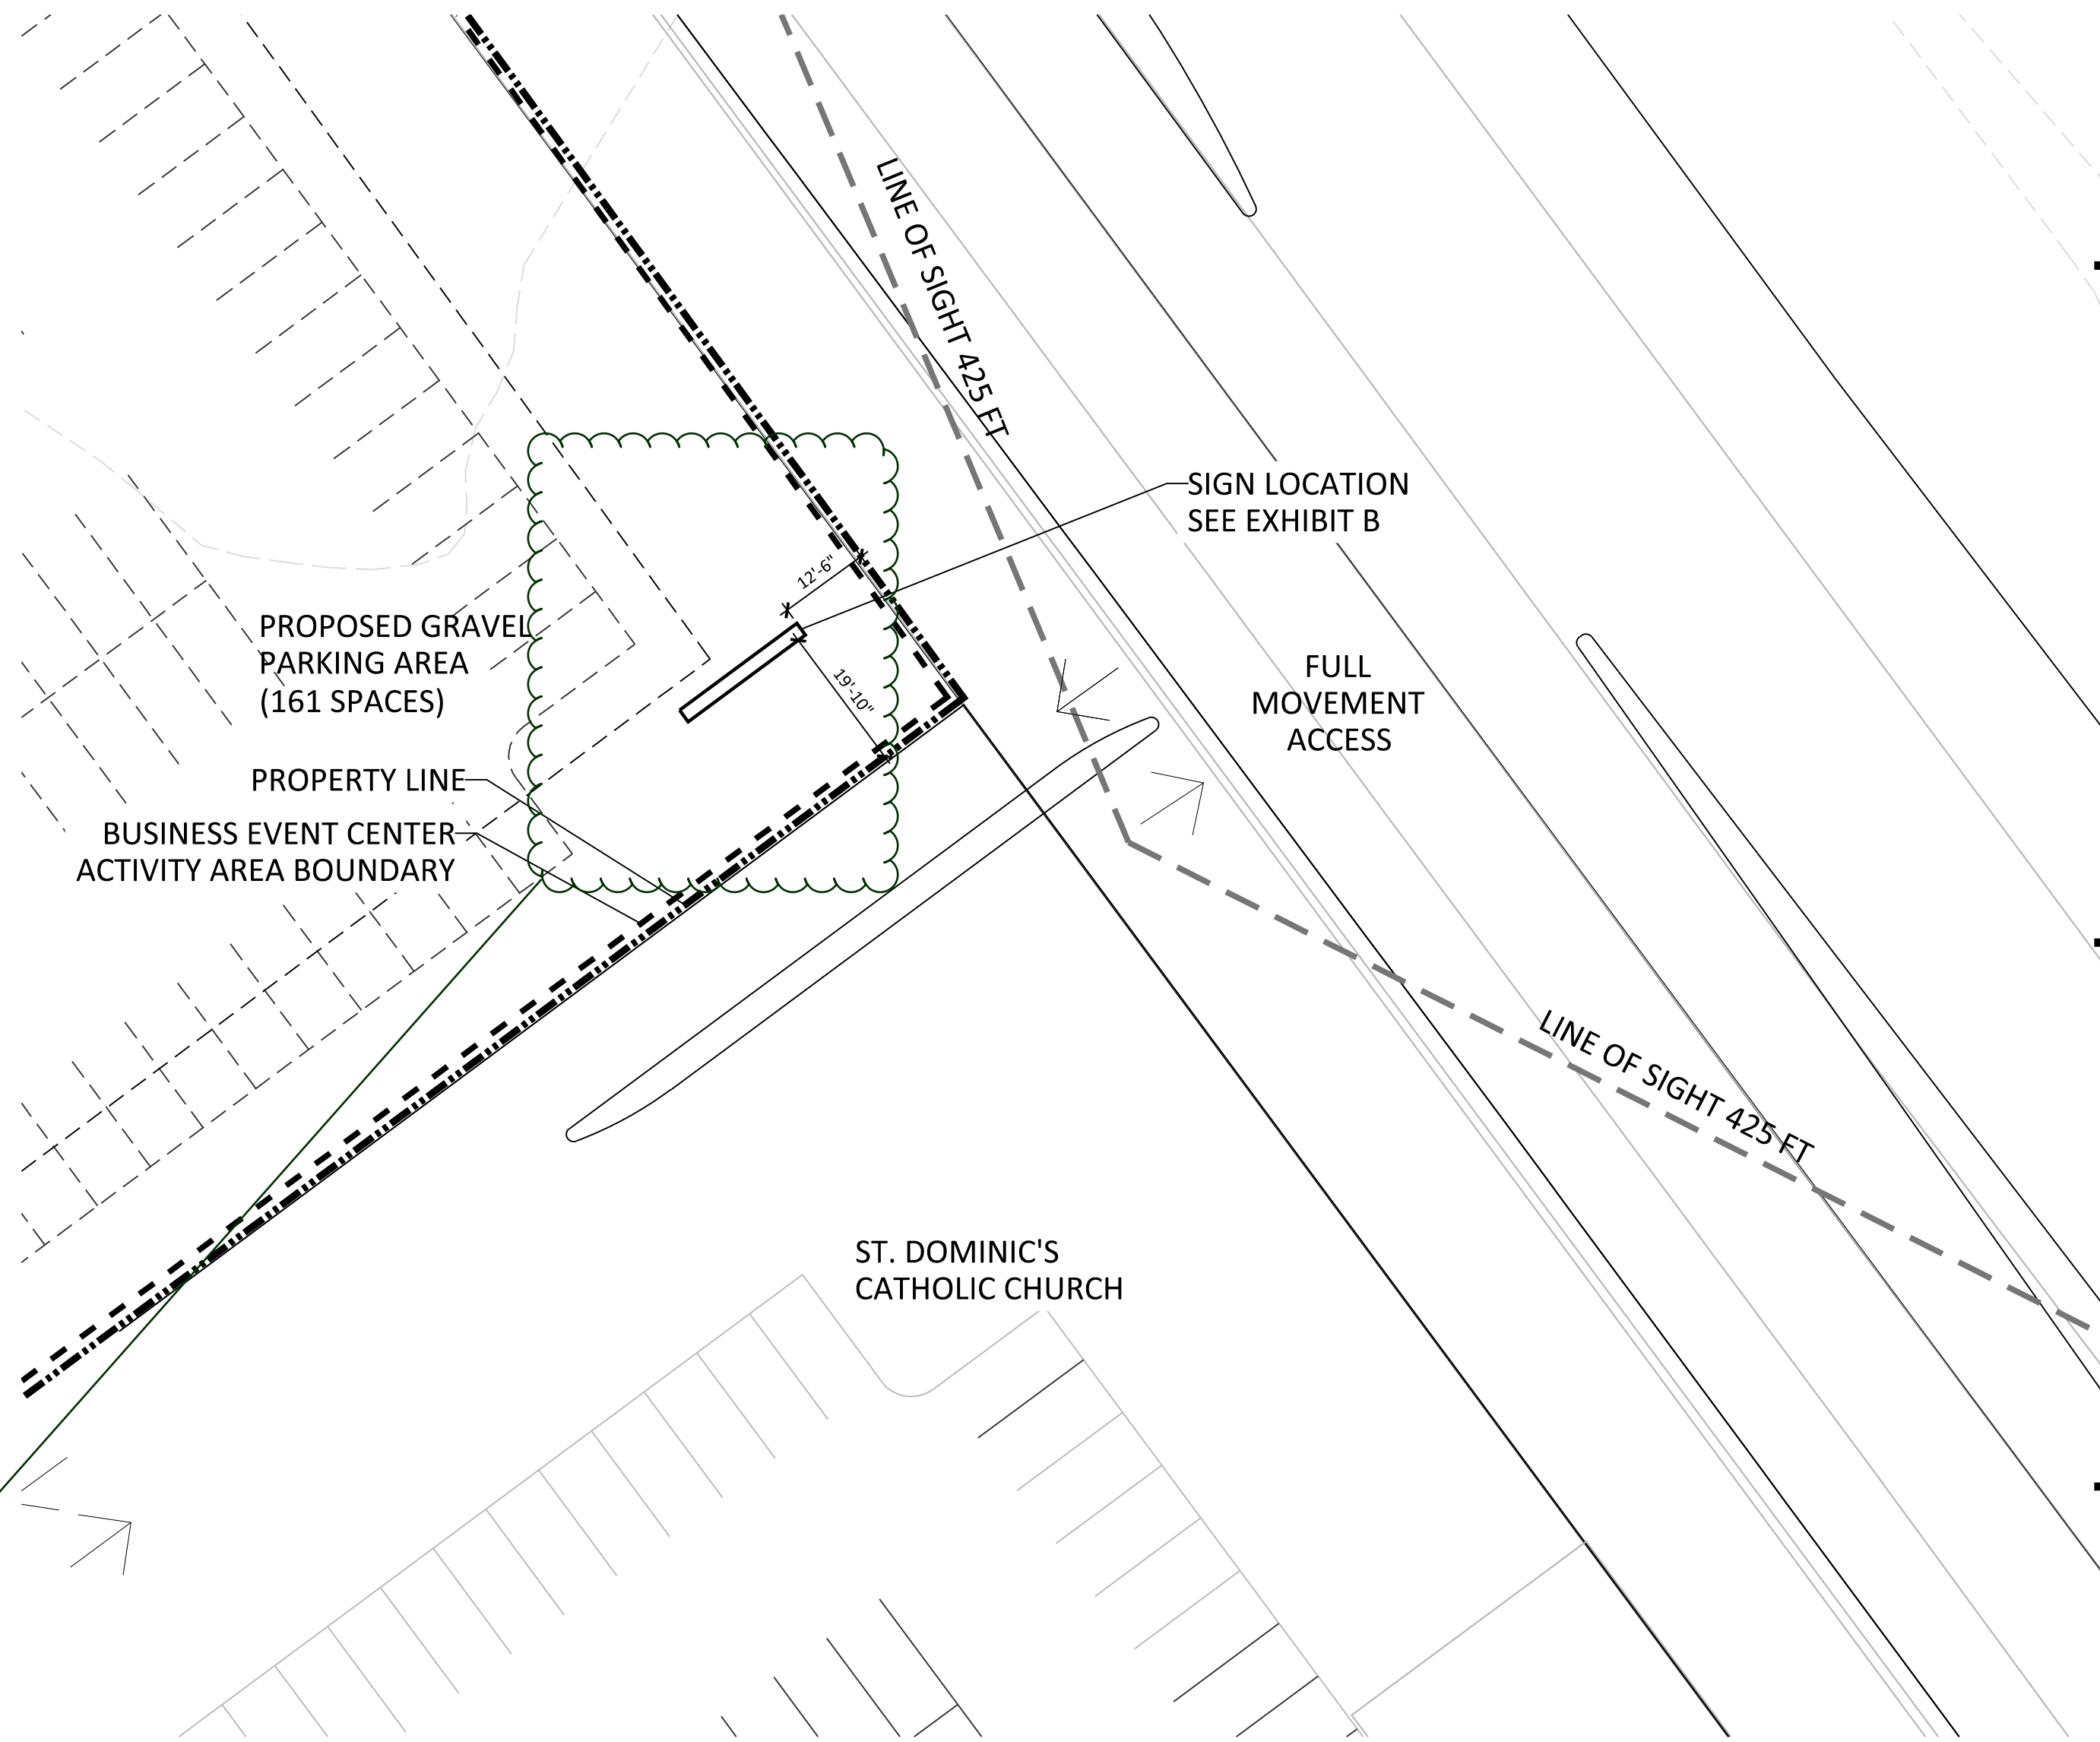 LINE OF SIGHT 425 FT
SIGN LOCATION
SEE EXHIBIT B
12'-6"
PROPOSED GRAVEL
PARKING AREA
(161 SPACES)
19'-10"
FULL
MOVEMENT
ACCESS
PROPERTY LINE
BUSINESS EVENT CENTER
ACTIVITY AREA BOUNDARY
LINE OF SIGHT 425 FT
ST. DOMINIC'S
CATHOLIC CHURCH